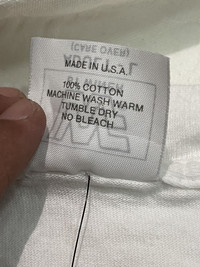 MADE IN U.S.A.
100% COTTON
MACHINE WASH WARM
TUMBLE DRY
NO BLEACH